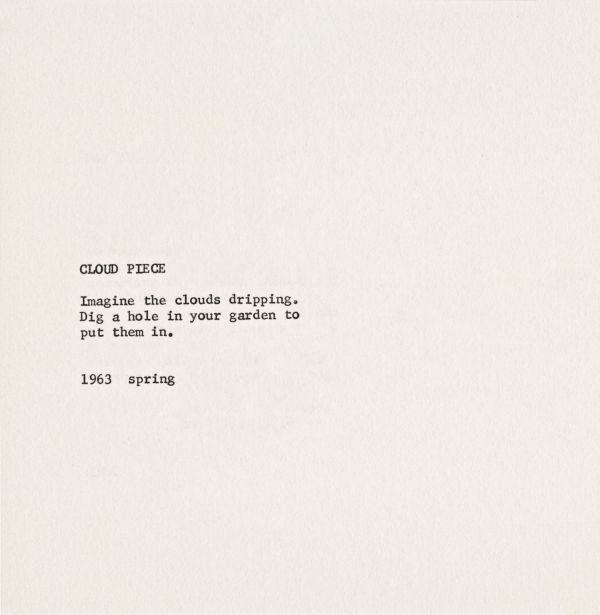 CLOUD PIECE
Imagine the clouds dripping.
Dig a hole in your garden to
put them in.
1963 spring